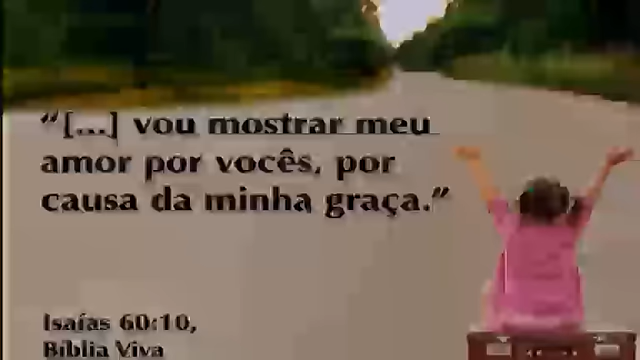 “[...] vou mostrar meu
amor por vocês, por
causa da minha graça.”
Isaías 60:10,
Bíblia Viva